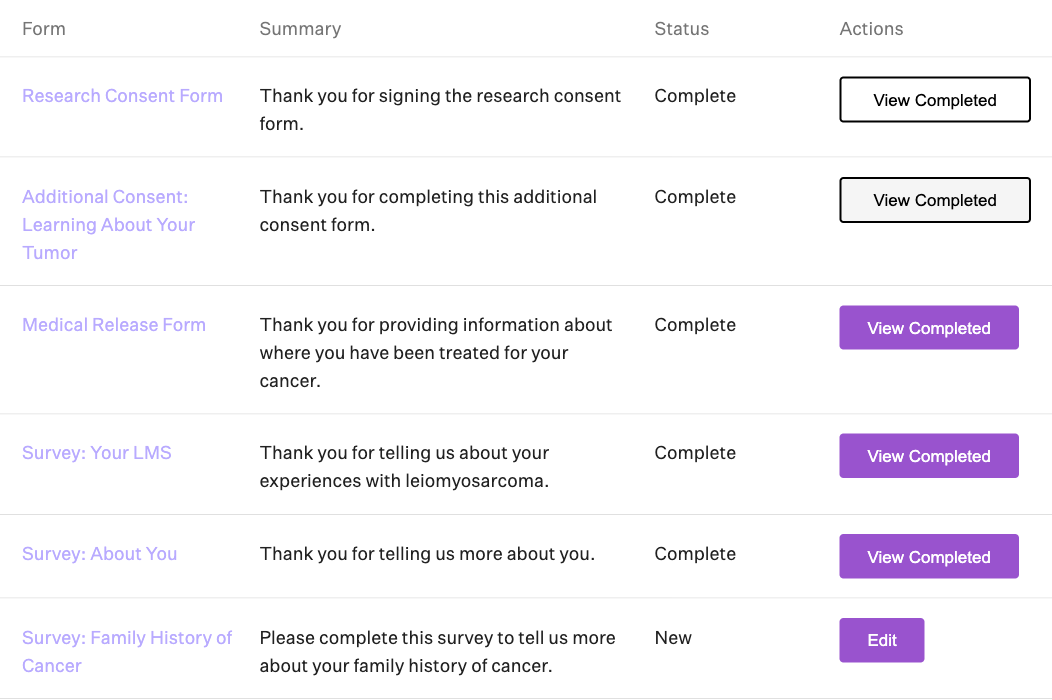 Form Summary Status Actions
Research Consent Form Thank you for signing the research consent Complete View Completed
form.
Additional Consent: Thank you for completing this additional Complete View Completed
Learning About Your consent form.
Tumor
Medical Release Form Thank you for providing information about Complete View Completed
where you have been treated for your
cancer.
Survey: Your LMS Thank you for telling us about your Complete View Completed
experiences with leiomyosarcoma.
Survey: About You Thank you for telling us more about you. Complete View Completed
Survey: Family History of Please complete this survey to tell us more New Edit
Cancer about your family history of cancer.